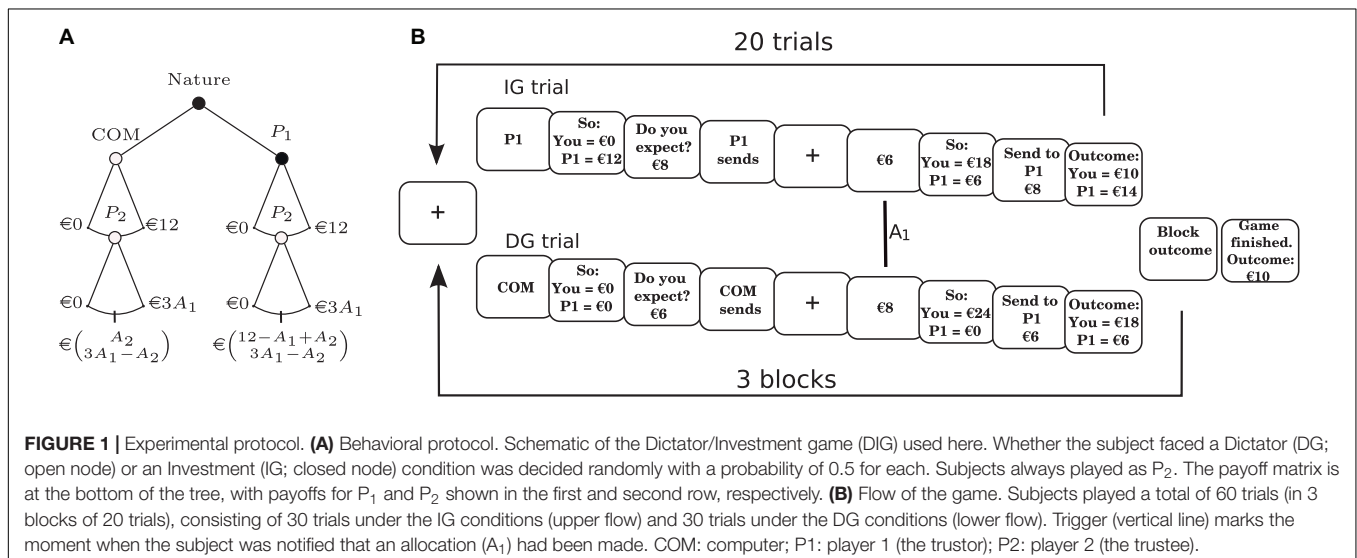 A
Nature
COM
P1
€0
P2
€12
€0
P2
€12
€0
€3A1
€0
€3A1
€(A2
3A1−A2)
€(12−A1+A2
3A1−A2)
B
20 trials
IG trial
P1
So:
You = €0
P1 = €12
Do you
expect?
€8
P1
sends
+
€6
So:
You = €18
P1 = €6
Send to
P1
€8
Outcome:
You = €10
P1 = €14
+
A1
DG trial
COM
So:
You = €0
P1 = €0
Do you
expect?
€6
COM
sends
+
€8
So:
You = €24
P1 = €0
Send to
P1
€6
Outcome:
You = €18
P1 = €6
Block
outcome
Game
finished.
Outcome:
€10
3 blocks
FIGURE 1 | Experimental protocol. (A) Behavioral protocol. Schematic of the Dictator/Investment game (DIG) used here. Whether the subject faced a Dictator (DG;
open node) or an Investment (IG; closed node) condition was decided randomly with a probability of 0.5 for each. Subjects always played as P2. The payoff matrix is
at the bottom of the tree, with payoffs for P1 and P2 shown in the first and second row, respectively. (B) Flow of the game. Subjects played a total of 60 trials (in 3
blocks of 20 trials), consisting of 30 trials under the IG conditions (upper flow) and 30 trials under the DG conditions (lower flow). Trigger (vertical line) marks the
moment when the subject was notified that an allocation (A1) had been made. COM: computer; P1: player 1 (the trustor); P2: player 2 (the trustee).